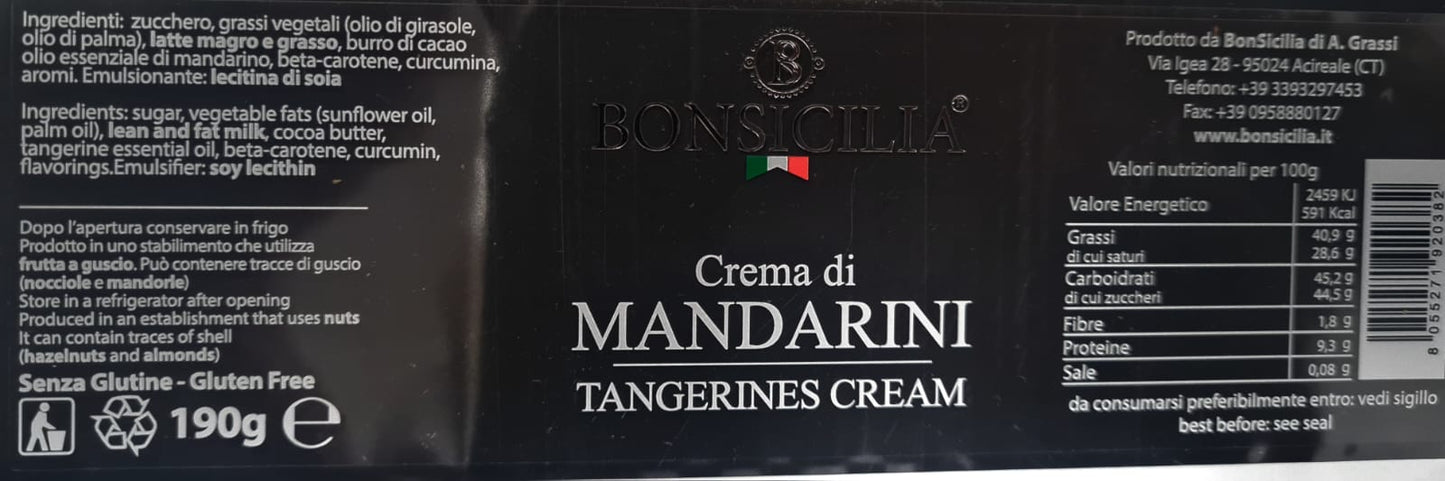 Ingredienti: zucchero, grassi vegetali (olio di girasole,
olio di palma), latte magro e grasso, burro di cacao
olio essenziale di mandarino, beta-carotene, curcumina,
aromi. Emulsionante: lecitina di soia
Ingredients: sugar, vegetable fats (sunflower oil,
palm oil), lean and fat milk, cocoa butter,
tangerine essential oil, beta-carotene, curcumin,
flavorings.Emulsifier: soy lecithin
Dopo l'apertura conservare in frigo
Prodotto in uno stabilimento che utilizza
frutta a guscio. Può contenere tracce di guscio
(nocciole e mandorle)
Store in a refrigerator after opening
Produced in an establishment that uses nuts
It can contain traces of shell
(hazelnuts and almonds)
Senza Glutine - Gluten Free
190g ℮
B
BONSICILIA®
Crema di
MANDARINI
TANGERINES CREAM
Prodotto da BonSicilia di A. Grassi
Via Igea 28 - 95024 Acireale (CT)
Telefono: +39 3393297453
Fax: +39 0958880127
www.bonsicilia.it
Valori nutrizionali per 100g
Valore Energetico 2459 KJ
591 Kcal
Grassi 40,9 g
di cui saturi 28,6 g
Carboidrati 45,2 g
di cui zuccheri 44,5 g
Fibre 1,8 g
Proteine 9,3 g
Sale 0,08 g
da consumarsi preferibilmente entro: vedi sigillo
best before: see seal
8 055271 920382